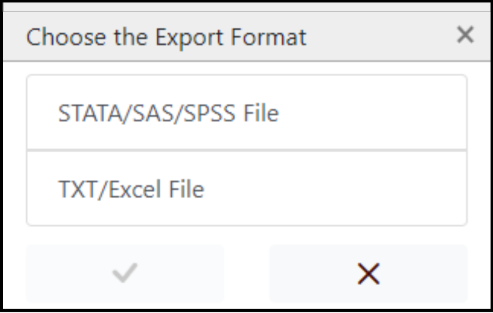 Choose the Export Format
STATA/SAS/SPSS File
TXT/Excel File